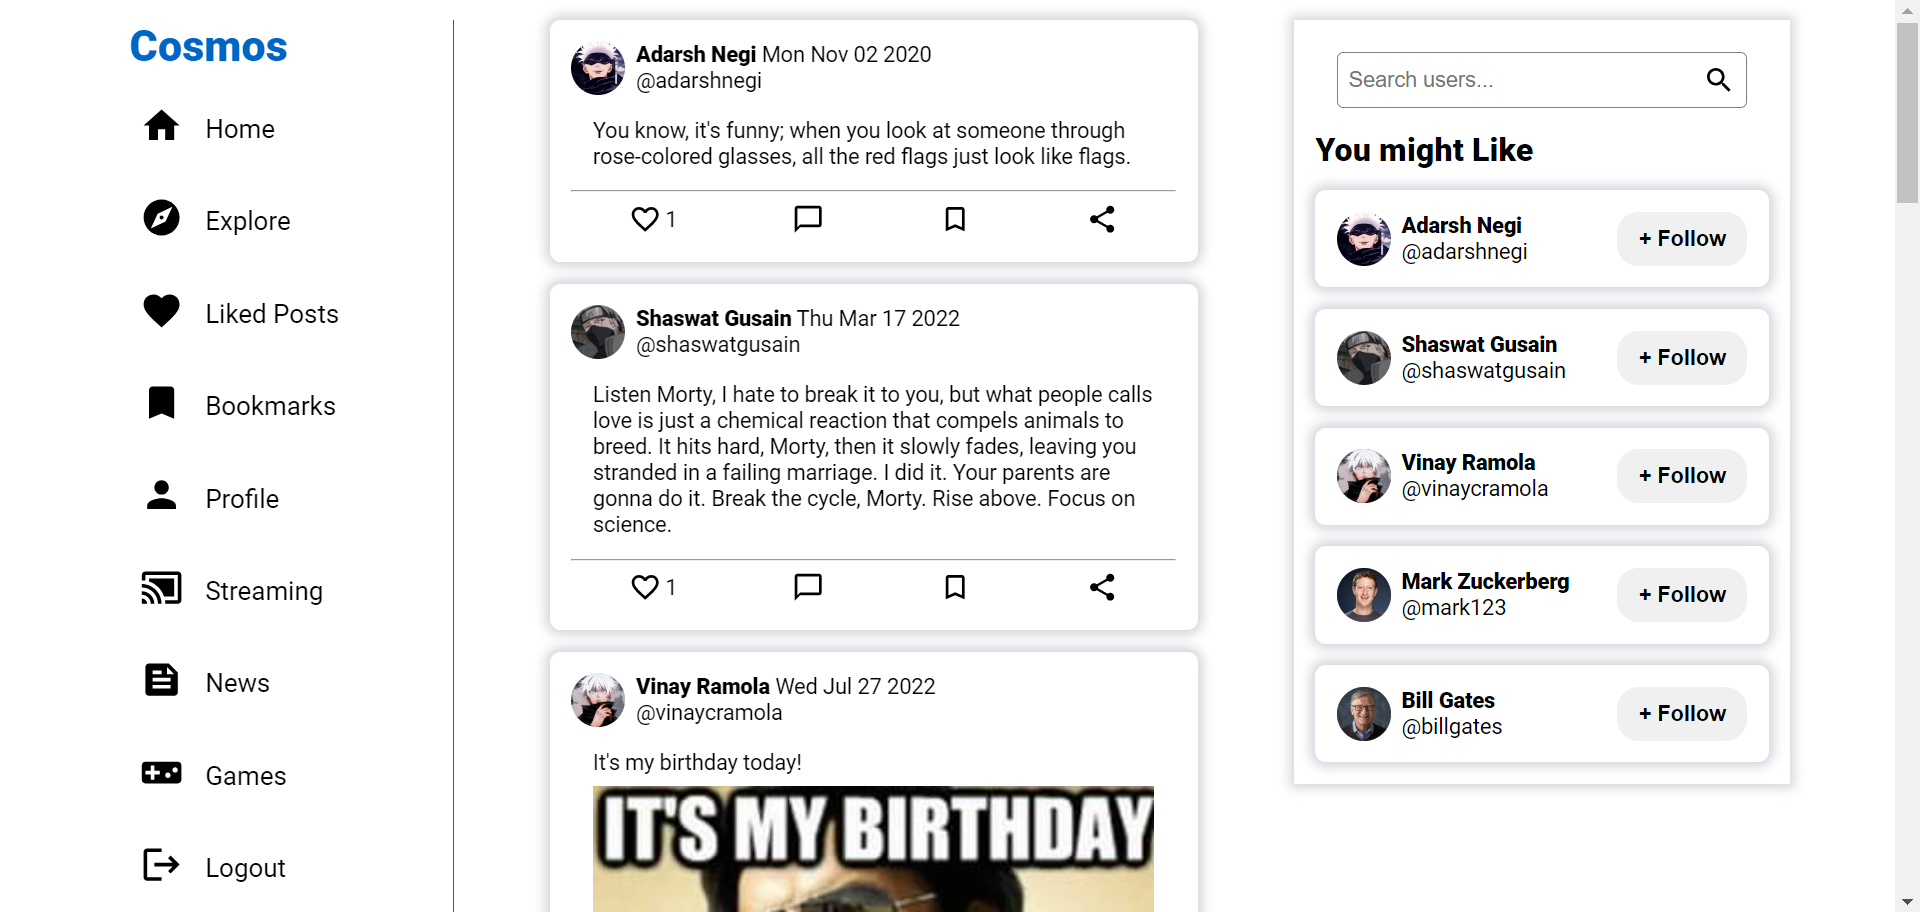 Cosmos
Home
Explore
Liked Posts
Bookmarks
Profile
Streaming
News
Games
Logout
Adarsh Negi Mon Nov 02 2020
@adarshnegi
You know, it's funny; when you look at someone through
rose-colored glasses, all the red flags just look like flags.
1
Shaswat Gusain Thu Mar 17 2022
@shaswatgusain
Listen Morty, I hate to break it to you, but what people calls
love is just a chemical reaction that compels animals to
breed. It hits hard, Morty, then it slowly fades, leaving you
stranded in a failing marriage. I did it. Your parents are
gonna do it. Break the cycle, Morty. Rise above. Focus on
science.
1
Vinay Ramola Wed Jul 27 2022
@vinaycramola
It's my birthday today!
IT'S MY BIRTHDAY
Search users...
You might Like
Adarsh Negi
@adarshnegi
+ Follow
Shaswat Gusain
@shaswatgusain
+ Follow
Vinay Ramola
@vinaycramola
+ Follow
Mark Zuckerberg
@mark123
+ Follow
Bill Gates
@billgates
+ Follow